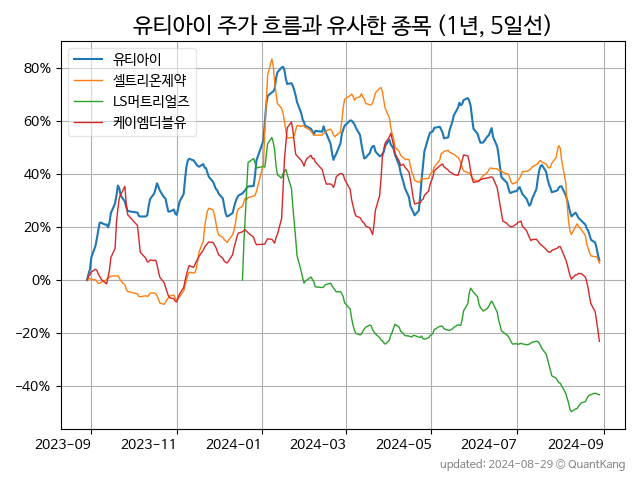 유티아이 주가 흐름과 유사한 종목 (1년, 5일선)
유티아이
셀트리온제약
LS머트리얼즈
케이엠더블유
80%
60%
40%
20%
0%
−20%
−40%
2023-09 2023-11 2024-01 2024-03 2024-05 2024-07 2024-09
updated: 2024-08-29 © QuantKang